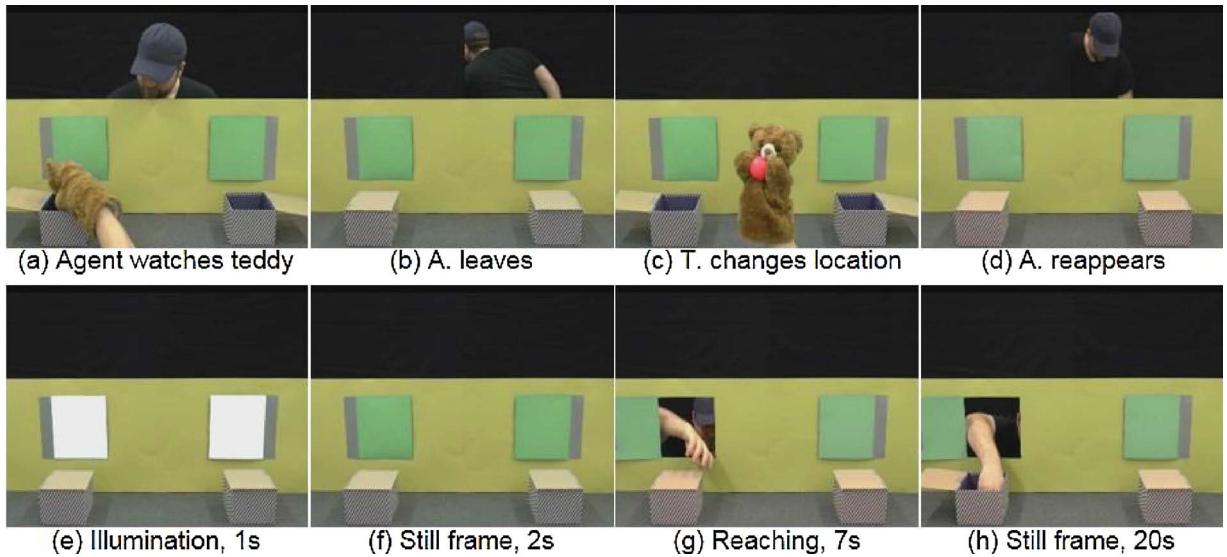 (a) Agent watches teddy
(b) A. leaves
(c) T. changes location
(d) A. reappears
(e) Illumination, 1s
(f) Still frame, 2s
(g) Reaching, 7s
(h) Still frame, 20s